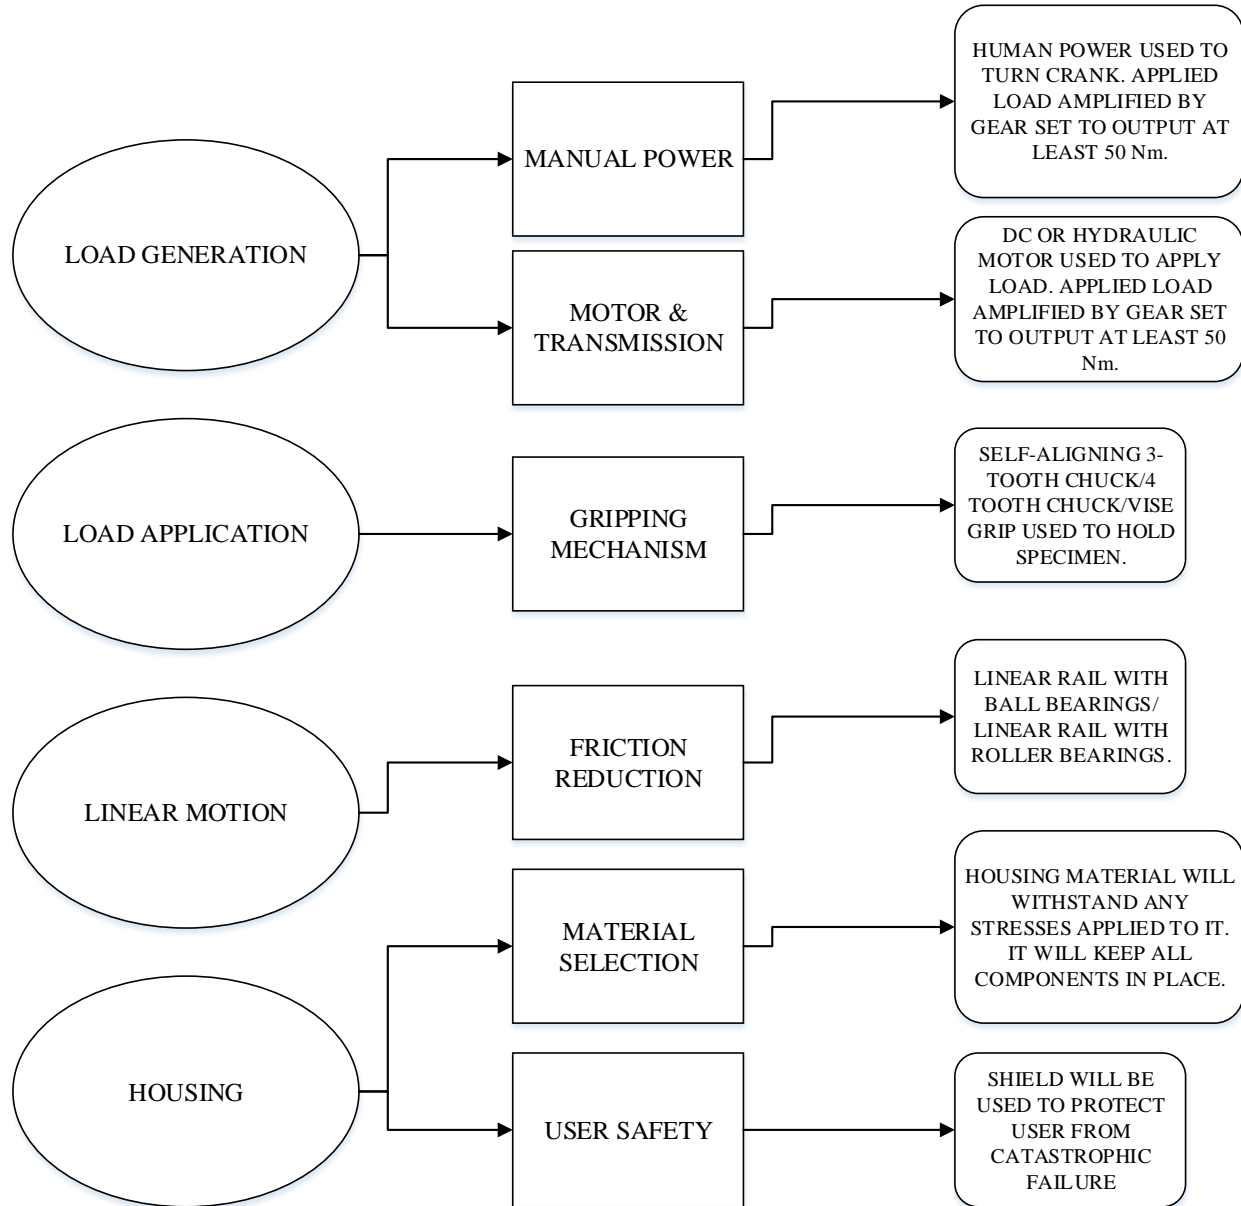 LOAD GENERATION
MANUAL POWER
HUMAN POWER USED TO
TURN CRANK. APPLIED
LOAD AMPLIFIED BY
GEAR SET TO OUTPUT AT
LEAST 50 Nm.
MOTOR &
TRANSMISSION
DC OR HYDRAULIC
MOTOR USED TO APPLY
LOAD. APPLIED LOAD
AMPLIFIED BY GEAR SET
TO OUTPUT AT LEAST 50
Nm.
LOAD APPLICATION
GRIPPING
MECHANISM
SELF-ALIGNING 3-
TOOTH CHUCK/4
TOOTH CHUCK/VISE
GRIP USED TO HOLD
SPECIMEN.
LINEAR MOTION
FRICTION
REDUCTION
LINEAR RAIL WITH
BALL BEARINGS/
LINEAR RAIL WITH
ROLLER BEARINGS.
HOUSING
MATERIAL
SELECTION
HOUSING MATERIAL WILL
WITHSTAND ANY
STRESSES APPLIED TO IT.
IT WILL KEEP ALL
COMPONENTS IN PLACE.
USER SAFETY
SHIELD WILL BE
USED TO PROTECT
USER FROM
CATASTROPHIC
FAILURE